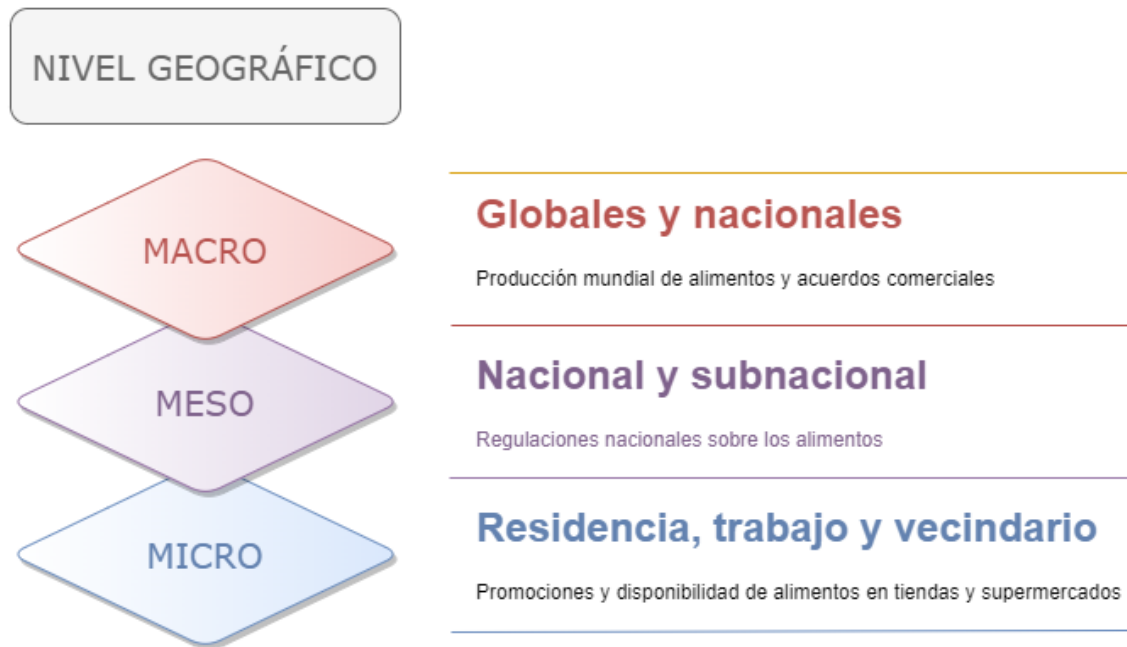 NIVEL GEOGRÁFICO
MACRO
Globales y nacionales
Producción mundial de alimentos y acuerdos comerciales
MESO
Nacional y subnacional
Regulaciones nacionales sobre los alimentos
MICRO
Residencia, trabajo y vecindario
Promociones y disponibilidad de alimentos en tiendas y supermercados